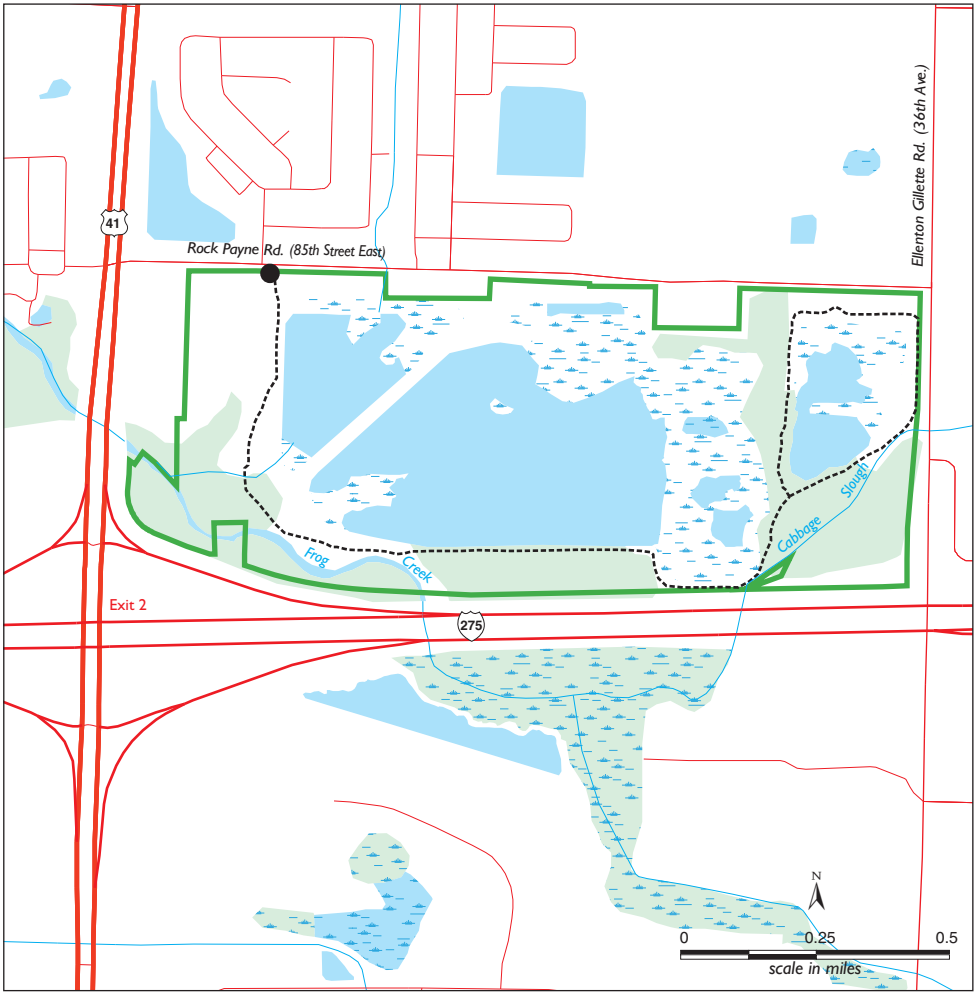 Ellenton Gillette Rd. (36th Ave.)
41
Rock Payne Rd. (85th Street East)
Slough
Cabbage
Frog
Creek
Exit 2
275
N
0 0.25 0.5
scale in miles